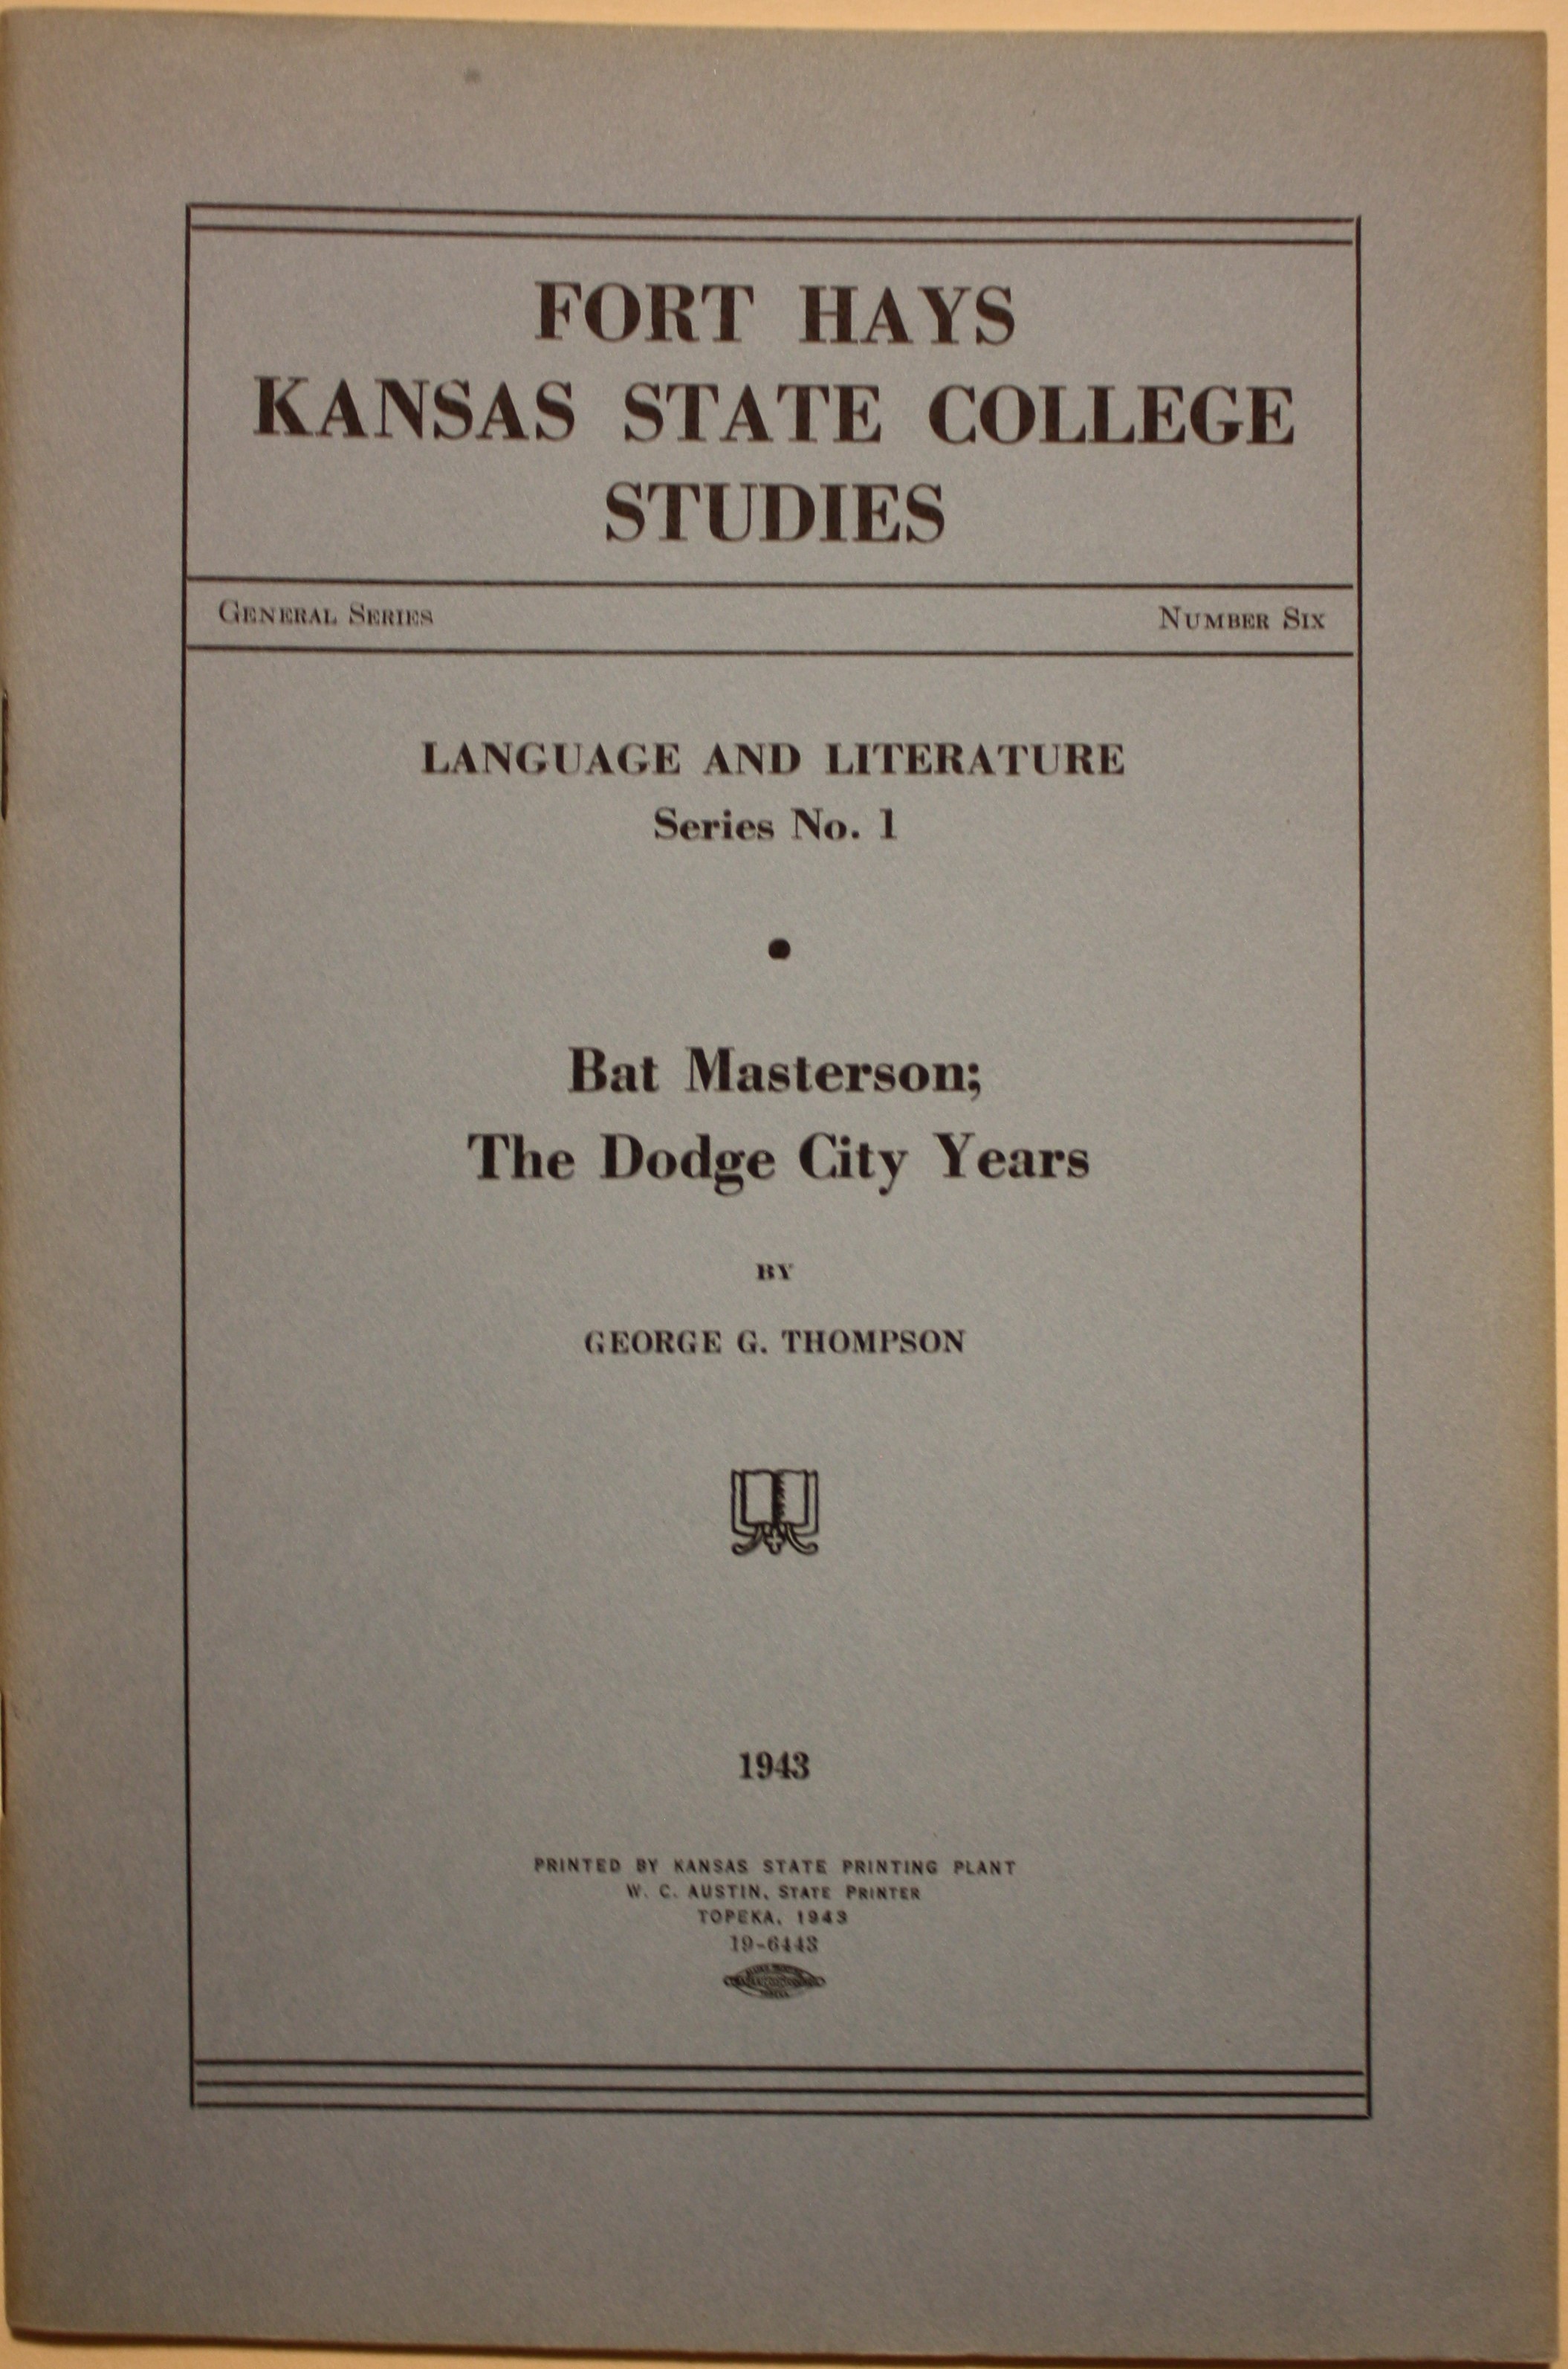 FORT HAYS
KANSAS STATE COLLEGE
STUDIES
GENERAL SERIES NUMBER SIX
LANGUAGE AND LITERATURE
Series No. 1
Bat Masterson;
The Dodge City Years
BY
GEORGE G. THOMPSON
1943
PRINTED BY KANSAS STATE PRINTING PLANT
W. C. AUSTIN, STATE PRINTER
TOPEKA, 1943
19-6443